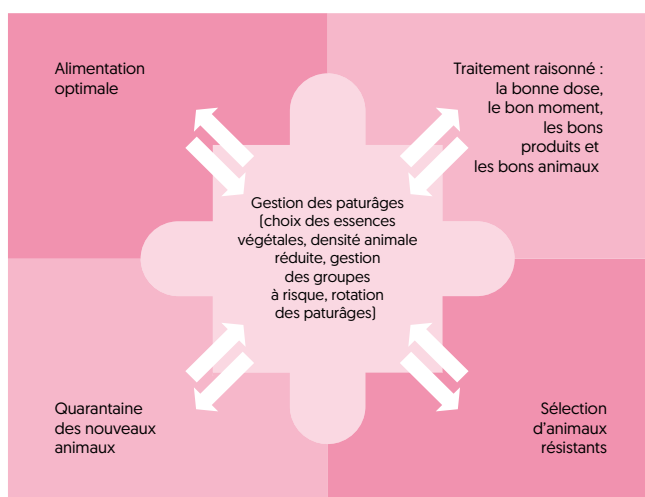 Alimentation
optimale
Traitement raisonné :
la bonne dose,
le bon moment,
les bons
produits et
les bons animaux
Gestion des paturâges
(choix des essences
végétales, densité animale
réduite, gestion
des groupes
à risque, rotation
des paturâges)
Quarantaine
des nouveaux
animaux
Sélection
d’animaux
résistants